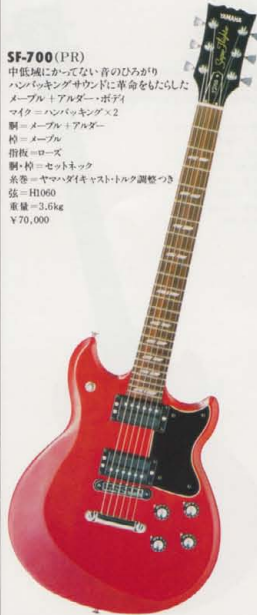 SF-700(PR)
中低域にかつてない音のひろがり
ハンバッキングサウンドに革命をもたらした
メープル+アルダー・ボディ
マイク=ハンバッキング×2
胴=メープル+アルダー
棹=メープル
指板=ローズ
胴・棹=セットネック
糸巻=ヤマハダイキャスト・トルク調整つき
弦=H1060
重量=3.6kg
￥70,000
YAMAHA